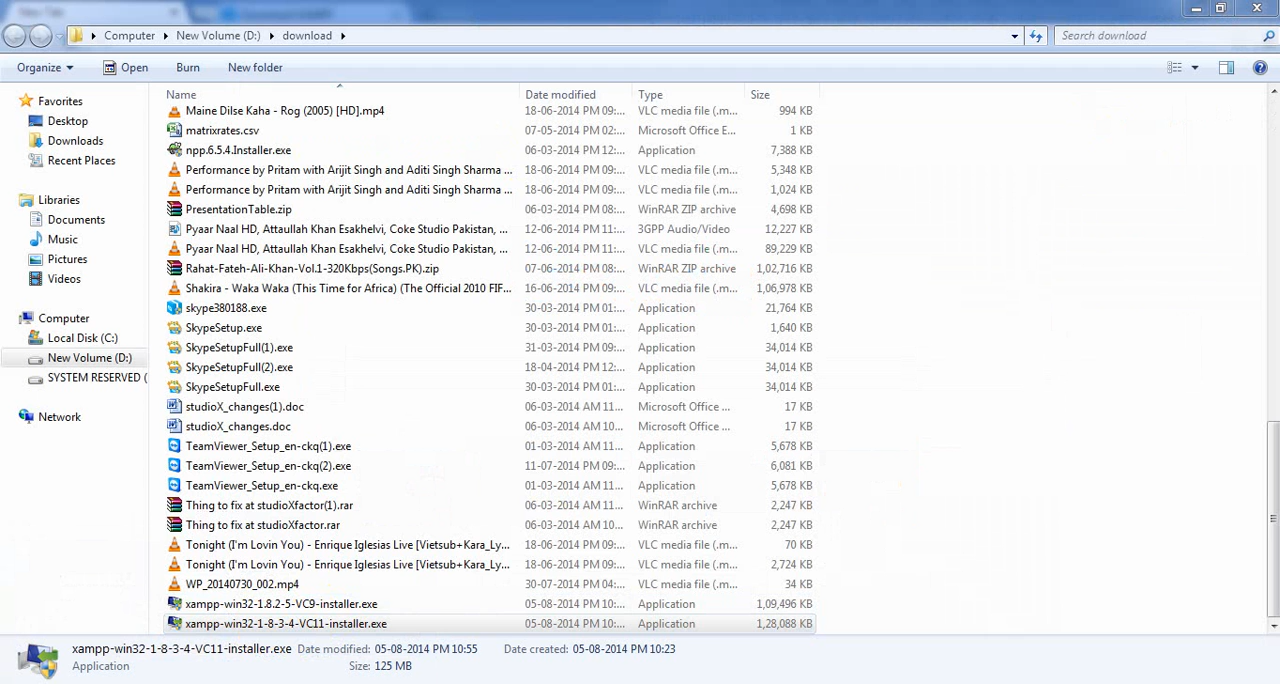 Computer New Volume (D:) download Search download
Organize Open Burn New folder
Favorites
Desktop
Downloads
Recent Places
Libraries
Documents
Music
Pictures
Videos
Computer
Local Disk (C:)
New Volume (D:)
SYSTEM RESERVED (
Network
Name Date modified Type Size
Maine Dilse Kaha - Rog (2005) [HD].mp4 18-06-2014 PM 09:... VLC media file (.m... 994 KB
matrixrates.csv 07-05-2014 PM 02:... Microsoft Office E... 1 KB
npp.6.5.4.Installer.exe 06-03-2014 PM 12:... Application 7,388 KB
Performance by Pritam with Arijit Singh and Aditi Singh Sharma ... 18-06-2014 PM 09:... VLC media file (.m... 5,348 KB
Performance by Pritam with Arijit Singh and Aditi Singh Sharma ... 18-06-2014 PM 09:... VLC media file (.m... 1,024 KB
PresentationTable.zip 06-03-2014 PM 08:... WinRAR ZIP archive 4,698 KB
Pyaar Naal HD, Attaullah Khan Esakhelvi, Coke Studio Pakistan, ... 12-06-2014 PM 11:... 3GPP Audio/Video 12,227 KB
Pyaar Naal HD, Attaullah Khan Esakhelvi, Coke Studio Pakistan, ... 12-06-2014 PM 11:... VLC media file (.m... 89,229 KB
Rahat-Fateh-Ali-Khan-Vol.1-320Kbps(Songs.PK).zip 07-06-2014 PM 08:... WinRAR ZIP archive 1,02,716 KB
Shakira - Waka Waka (This Time for Africa) (The Official 2010 FIF... 16-06-2014 PM 09:... VLC media file (.m... 1,06,978 KB
skype380188.exe 30-03-2014 PM 01:... Application 21,764 KB
SkypeSetup.exe 30-03-2014 PM 01:... Application 1,640 KB
SkypeSetupFull(1).exe 31-03-2014 PM 09:... Application 34,014 KB
SkypeSetupFull(2).exe 18-04-2014 PM 12:... Application 34,014 KB
SkypeSetupFull.exe 30-03-2014 PM 01:... Application 34,014 KB
studioX_changes(1).doc 06-03-2014 AM 11... Microsoft Office ... 17 KB
studioX_changes.doc 06-03-2014 AM 10... Microsoft Office ... 17 KB
TeamViewer_Setup_en-ckq(1).exe 01-03-2014 AM 11... Application 5,678 KB
TeamViewer_Setup_en-ckq(2).exe 11-07-2014 PM 09:... Application 6,081 KB
TeamViewer_Setup_en-ckq.exe 01-03-2014 AM 11... Application 5,678 KB
Thing to fix at studioXfactor(1).rar 06-03-2014 AM 11... WinRAR archive 2,247 KB
Thing to fix at studioXfactor.rar 06-03-2014 AM 10... WinRAR archive 2,247 KB
Tonight (I'm Lovin You) - Enrique Iglesias Live [Vietsub+Kara_Ly... 18-06-2014 PM 09:... VLC media file (.m... 70 KB
Tonight (I'm Lovin You) - Enrique Iglesias Live [Vietsub+Kara_Ly... 18-06-2014 PM 09:... VLC media file (.m... 2,724 KB
WP_20140730_002.mp4 30-07-2014 PM 04:... VLC media file (.m... 34 KB
xampp-win32-1.8.2-5-VC9-installer.exe 05-08-2014 PM 10:... Application 1,09,496 KB
xampp-win32-1-8-3-4-VC11-installer.exe 05-08-2014 PM 10:... Application 1,28,088 KB
xampp-win32-1-8-3-4-VC11-installer.exe Date modified: 05-08-2014 PM 10:55 Date created: 05-08-2014 PM 10:23
Application Size: 125 MB